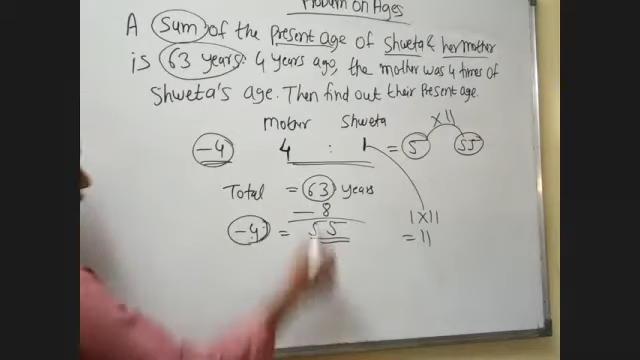 Problem on Ages
A Sum of the Present age of Shweta & her mother
is 63 years. 4 years ago, the mother was 4 times of
Shweta's age. Then find out their Present age.
mother Shweta ×11
-4 4 : 1 = 5 55
Total = 63 years
- 8 1×11
-4 = 55 = 11